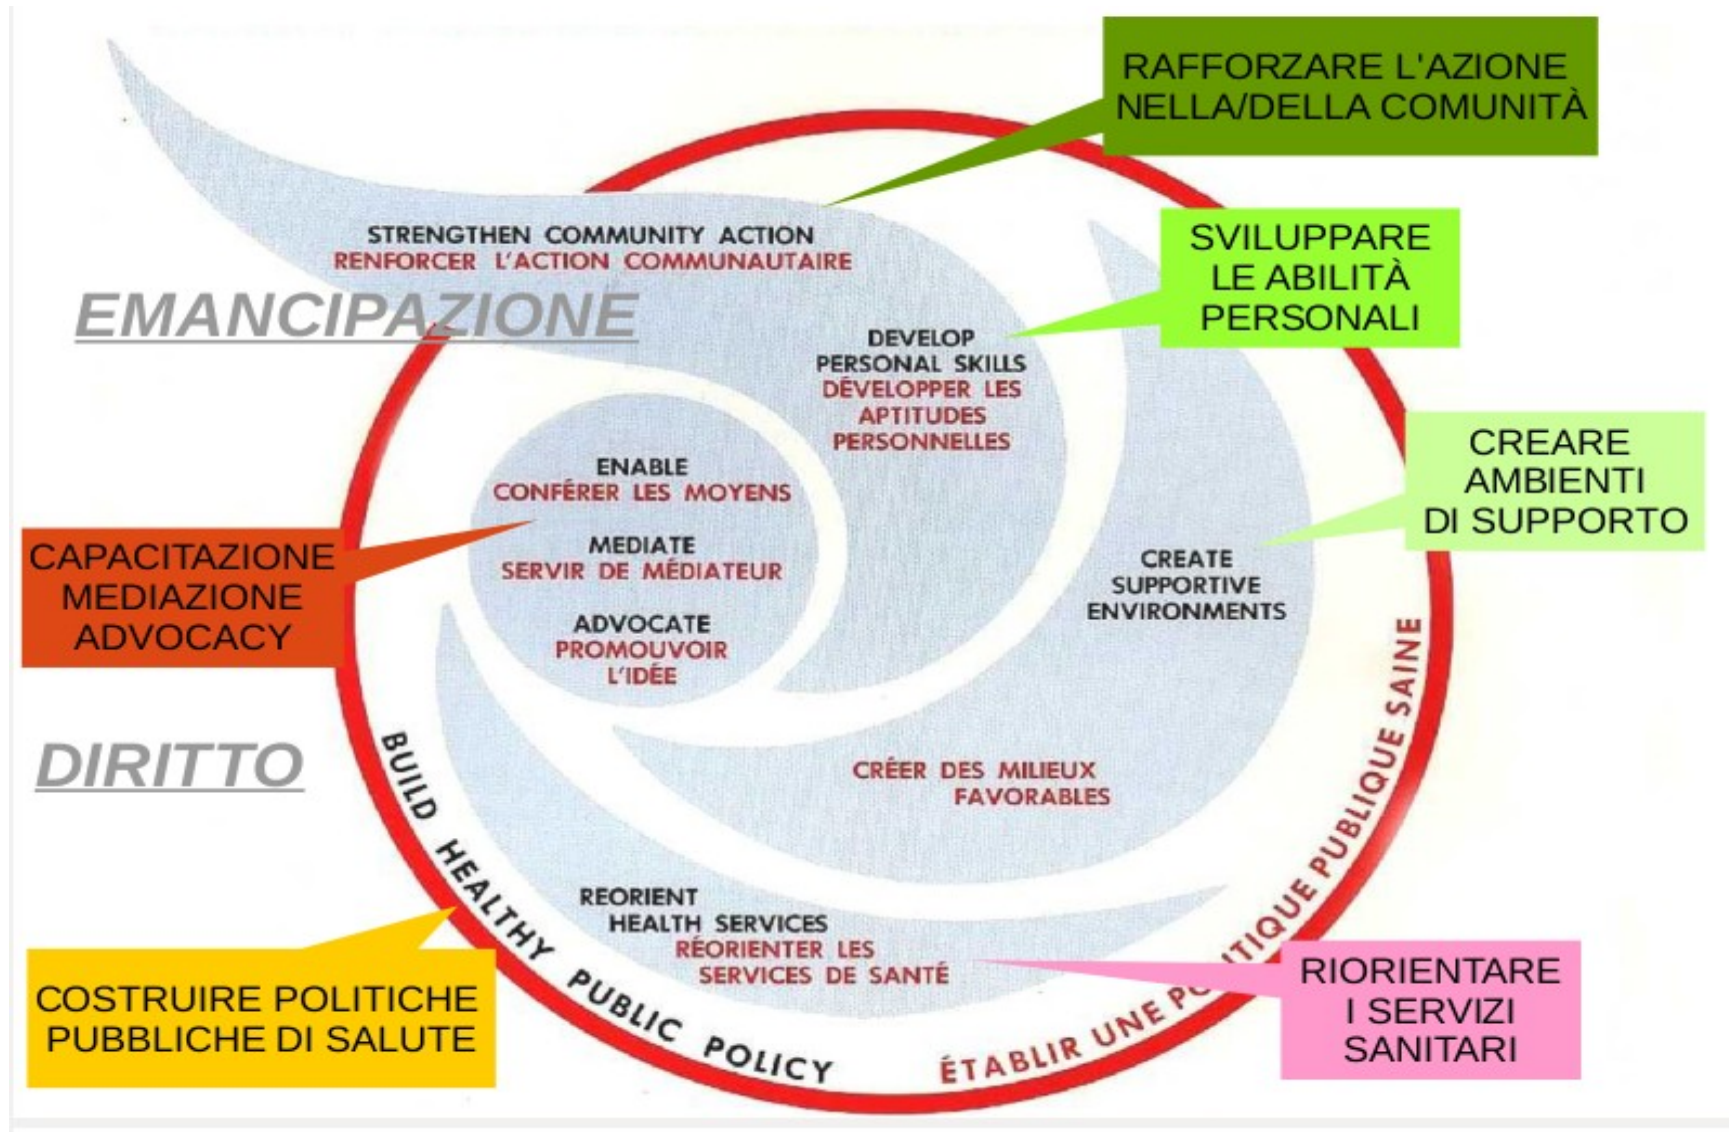 RAFFORZARE L'AZIONE
NELLA/DELLA COMUNITÀ
STRENGTHEN COMMUNITY ACTION
RENFORCER L'ACTION COMMUNAUTAIRE
EMANCIPAZIONE
SVILUPPARE
LE ABILITÀ
PERSONALI
DEVELOP
PERSONAL SKILLS
DÉVELOPPER LES
APTITUDES
PERSONNELLES
CREARE
AMBIENTI
DI SUPPORTO
ENABLE
CONFÉRER LES MOYENS
MEDIATE
SERVIR DE MÉDIATEUR
ADVOCATE
PROMOUVOIR
L'IDÉE
CAPACITAZIONE
MEDIAZIONE
ADVOCACY
CREATE
SUPPORTIVE
ENVIRONMENTS
DIRITTO
CRÉER DES MILIEUX
FAVORABLES
REORIENT
HEALTH SERVICES
RÉORIENTER LES
SERVICES DE SANTÉ
BUILD HEALTHY PUBLIC POLICY
ÉTABLIR UNE PO ITIQUE PUBLIQUE SAINE
COSTRUIRE POLITICHE
PUBBLICHE DI SALUTE
RIORIENTARE
I SERVIZI
SANITARI